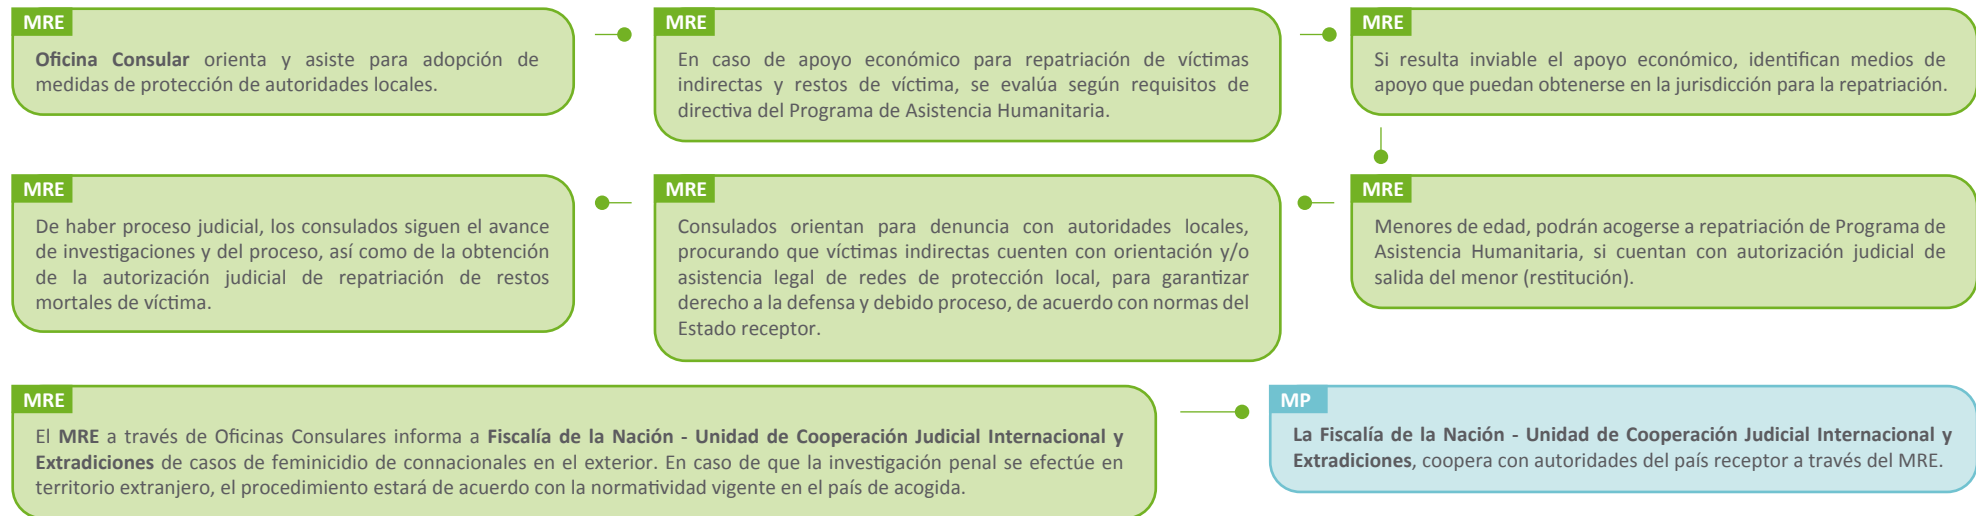 MRE
Oficina Consular orienta y asiste para adopción de
medidas de protección de autoridades locales.
MRE
En caso de apoyo económico para repatriación de víctimas
indirectas y restos de víctima, se evalúa según requisitos de
directiva del Programa de Asistencia Humanitaria.
MRE
Si resulta inviable el apoyo económico, identifican medios de
apoyo que puedan obtenerse en la jurisdicción para la repatriación.
MRE
Menores de edad, podrán acogerse a repatriación de Programa de
Asistencia Humanitaria, si cuentan con autorización judicial de
salida del menor (restitución).
MRE
Consulados orientan para denuncia con autoridades locales,
procurando que víctimas indirectas cuenten con orientación y/o
asistencia legal de redes de protección local, para garantizar
derecho a la defensa y debido proceso, de acuerdo con normas del
Estado receptor.
MRE
De haber proceso judicial, los consulados siguen el avance
de investigaciones y del proceso, así como de la obtención
de la autorización judicial de repatriación de restos
mortales de víctima.
MRE
El MRE a través de Oficinas Consulares informa a Fiscalía de la Nación - Unidad de Cooperación Judicial Internacional y
Extradiciones de casos de feminicidio de connacionales en el exterior. En caso de que la investigación penal se efectúe en
territorio extranjero, el procedimiento estará de acuerdo con la normatividad vigente en el país de acogida.
MP
La Fiscalía de la Nación - Unidad de Cooperación Judicial Internacional y
Extradiciones, coopera con autoridades del país receptor a través del MRE.